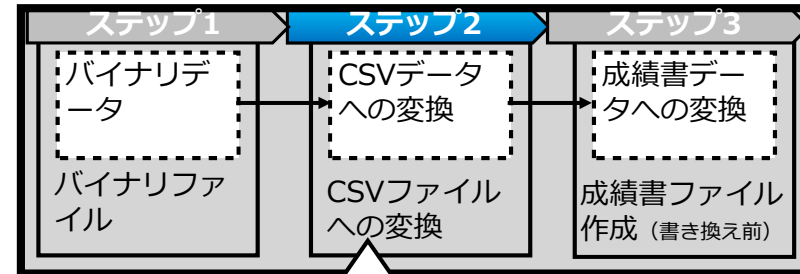 ステップ1
ステップ2
ステップ3
バイナリデ
ータ
CSVデータ
への変換
成績書デー
タへの変換
バイナリファ
イル
CSVファイル
への変換
成績書ファイル
作成（書き換え前）